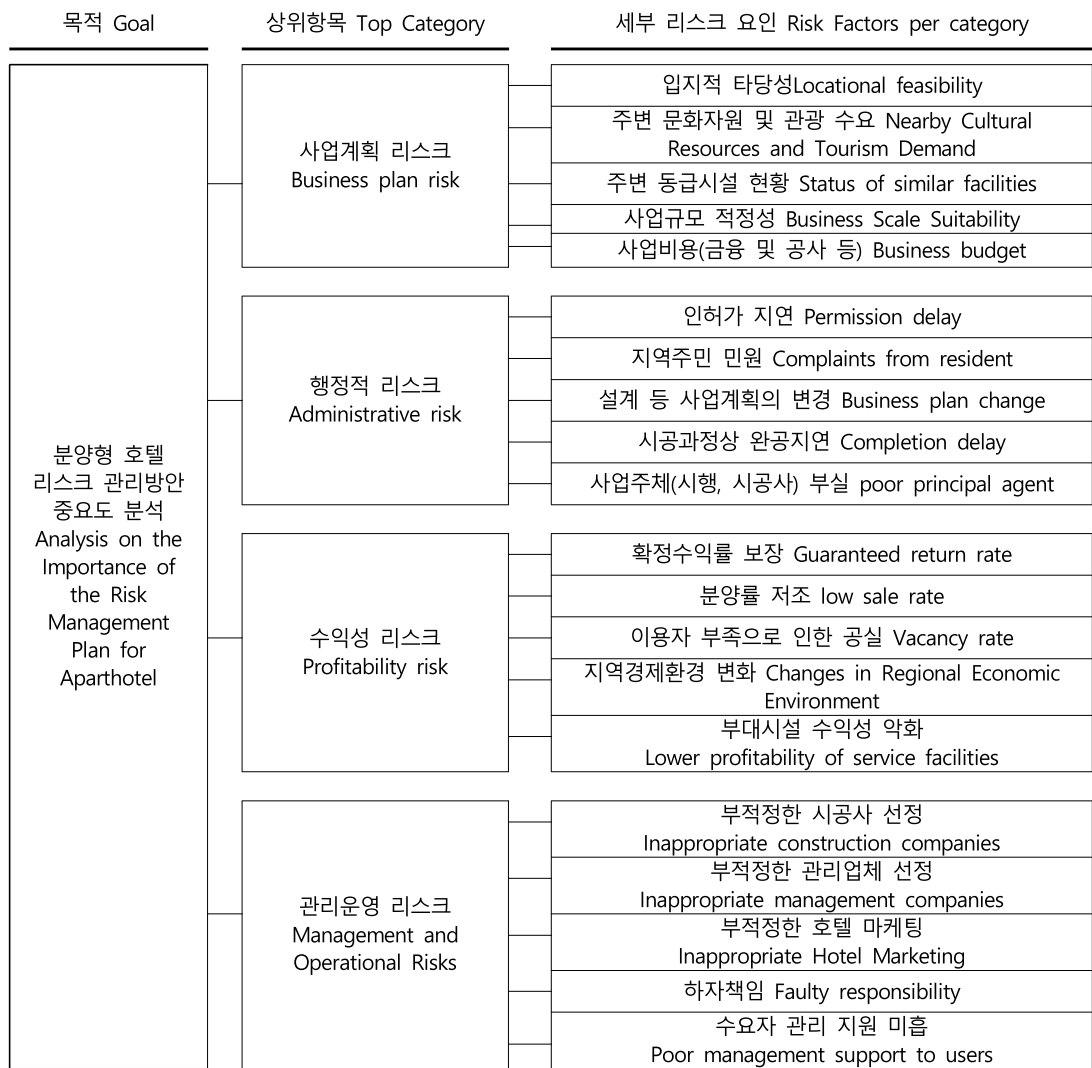 목적 Goal
상위항목 Top Category
세부 리스크 요인 Risk Factors per category
분양형 호텔
리스크 관리방안
중요도 분석
Analysis on the
Importance of
the Risk
Management
Plan for
Aparthotel
사업계획 리스크
Business plan risk
입지적 타당성Locational feasibility
주변 문화자원 및 관광 수요 Nearby Cultural
Resources and Tourism Demand
주변 동급시설 현황 Status of similar facilities
사업규모 적정성 Business Scale Suitability
사업비용(금융 및 공사 등) Business budget
행정적 리스크
Administrative risk
인허가 지연 Permission delay
지역주민 민원 Complaints from resident
설계 등 사업계획의 변경 Business plan change
시공과정상 완공지연 Completion delay
사업주체(시행, 시공사) 부실 poor principal agent
수익성 리스크
Profitability risk
확정수익률 보장 Guaranteed return rate
분양률 저조 low sale rate
이용자 부족으로 인한 공실 Vacancy rate
지역경제환경 변화 Changes in Regional Economic
Environment
부대시설 수익성 악화
Lower profitability of service facilities
관리운영 리스크
Management and
Operational Risks
부적정한 시공사 선정
Inappropriate construction companies
부적정한 관리업체 선정
Inappropriate management companies
부적정한 호텔 마케팅
Inappropriate Hotel Marketing
하자책임 Faulty responsibility
수요자 관리 지원 미흡
Poor management support to users